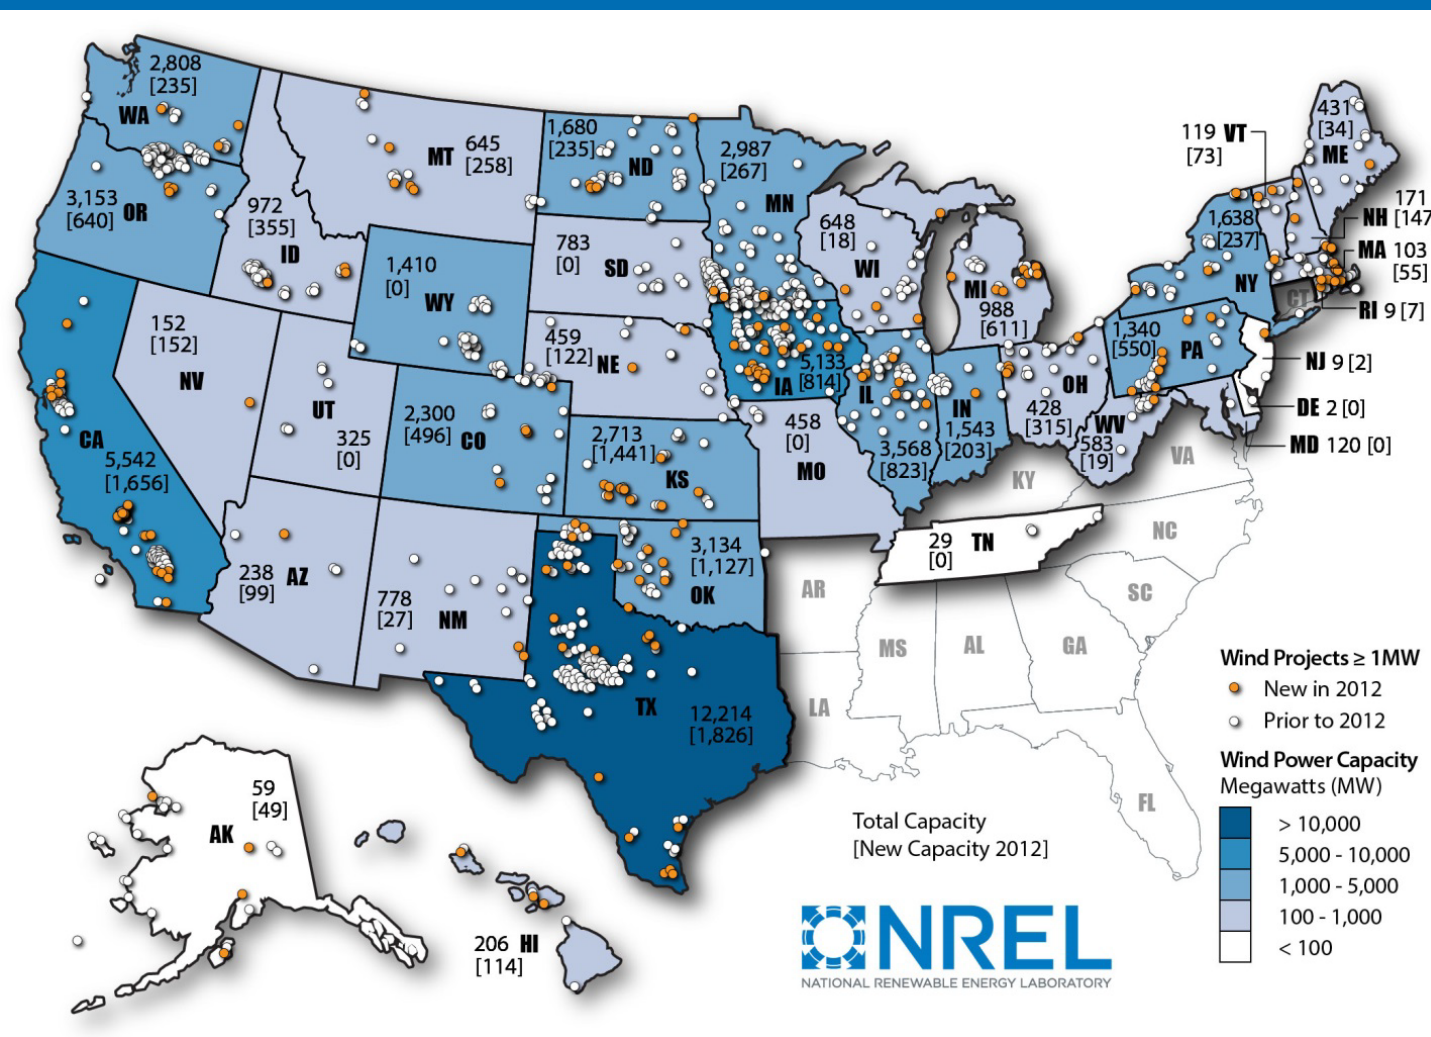 2,808
[235]
WA
3,153
[640]
OR
972
[355]
ID
MT
645
[258]
1,680
[235]
ND
2,987
[267]
MN
783
[0]
SD
648
[18]
WI
1,410
[0]
WY
152
[152]
NV
459
[122]
NE
5,133
[814]
IA
MI
988
[611]
119 VT
[73]
431
[34]
ME
171
NH [147
MA 103
[55]
1,638
[237]
NY
CT
RI 9 [7]
1,340
[550]
PA
NJ 9 [2]
DE 2 [0]
MD 120 [0]
CA
5,542
[1,656]
UT
325
[0]
2,300
[496]
CO
2,713
[1,441]
KS
458
[0]
MO
IL
3,568
[823]
IN
1,543
[203]
OH
428
[315]
WV
583
[19]
KY
VA
NC
29
[0]
TN
238
[99]
AZ
778
[27]
NM
3,134
[1,127]
OK
AR
SC
MS
AL
GA
LA
TX
12,214
[1,826]
FL
59
[49]
AK
206 HI
[114]
Wind Projects ≥ 1MW
New in 2012
Prior to 2012
Wind Power Capacity
Megawatts (MW)
> 10,000
5,000 - 10,000
1,000 - 5,000
100 - 1,000
< 100
Total Capacity
[New Capacity 2012]
NREL
NATIONAL RENEWABLE ENERGY LABORATORY